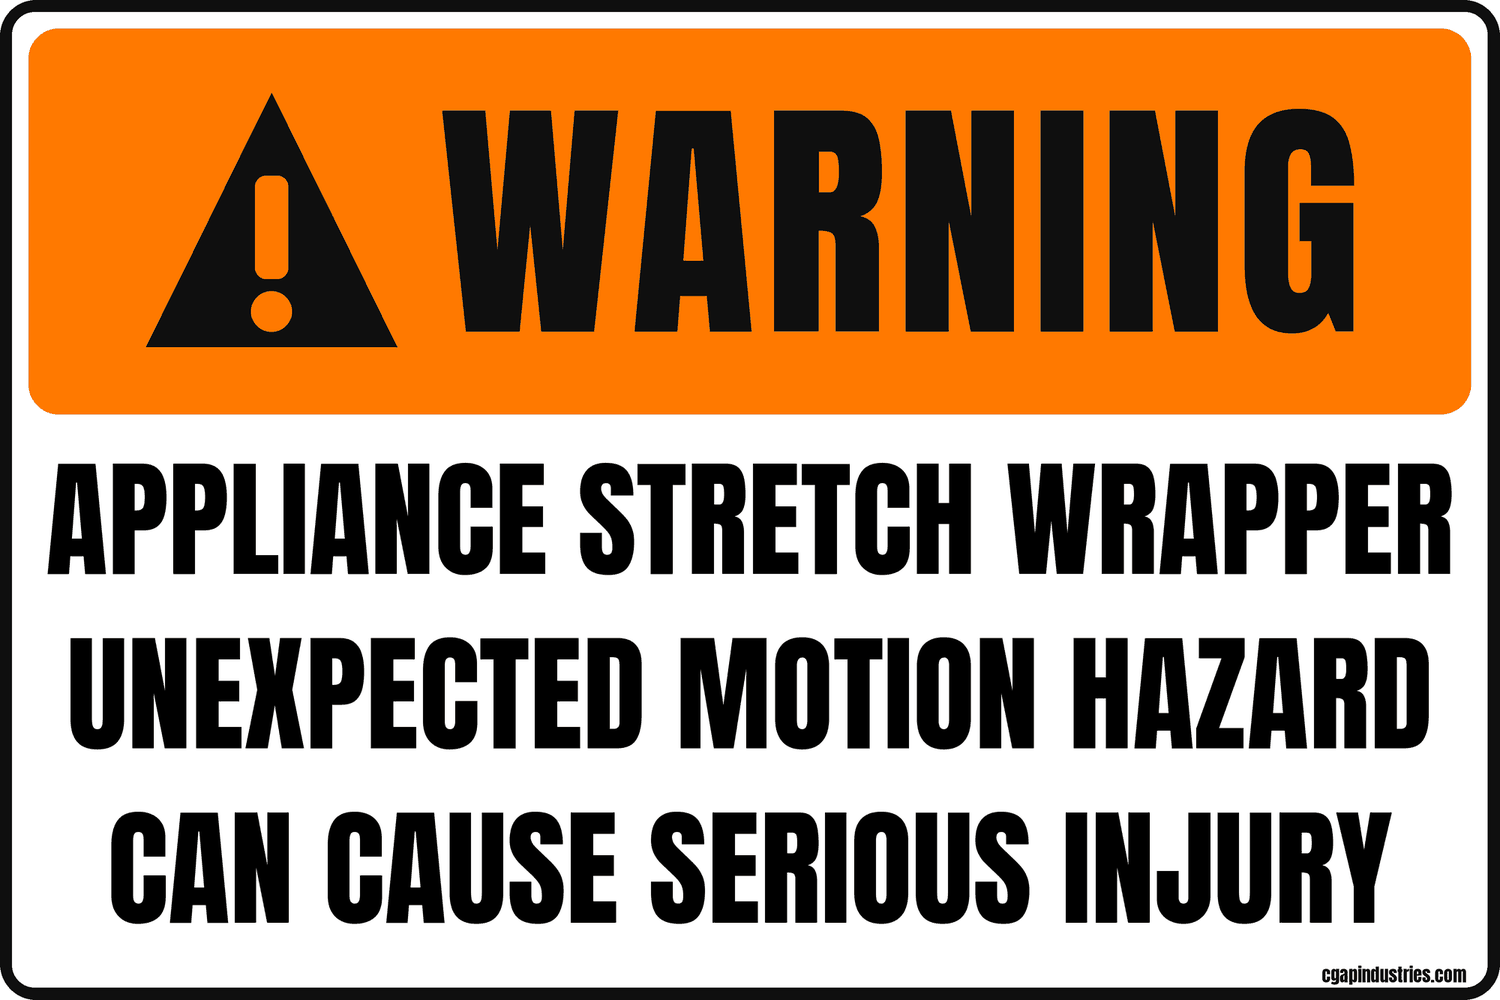 WARNING
APPLIANCE STRETCH WRAPPER
UNEXPECTED MOTION HAZARD
CAN CAUSE SERIOUS INJURY
cgapindustries.com